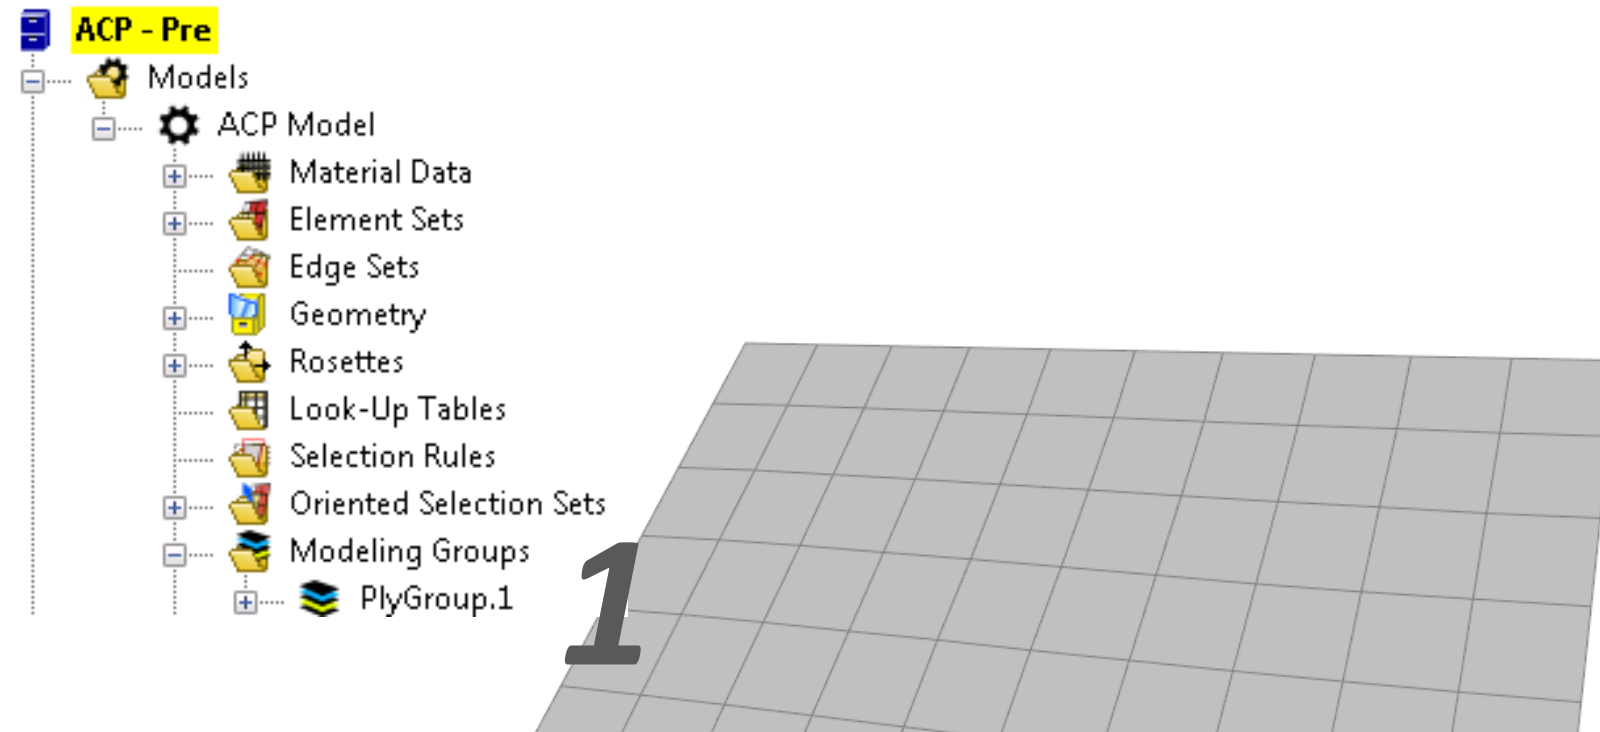 ACP - Pre
Models
ACP Model
Material Data
Element Sets
Edge Sets
Geometry
Rosettes
Look-Up Tables
Selection Rules
Oriented Selection Sets
Modeling Groups
PlyGroup.1
1